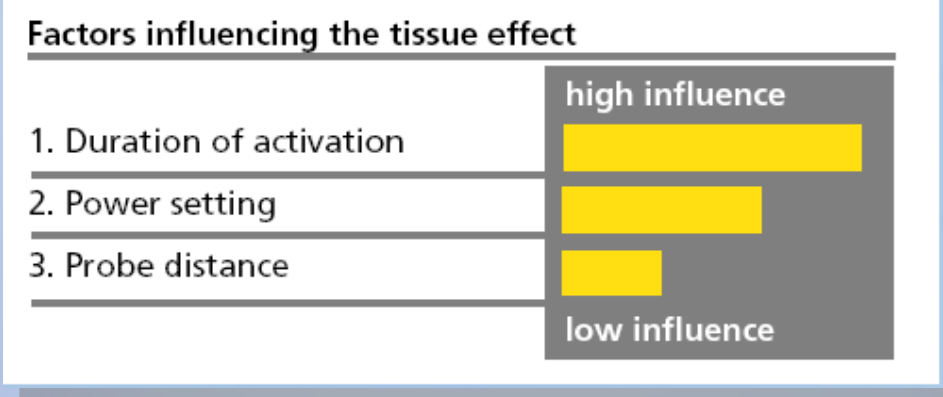 Factors influencing the tissue effect
high influence
1. Duration of activation
2. Power setting
3. Probe distance
low influence